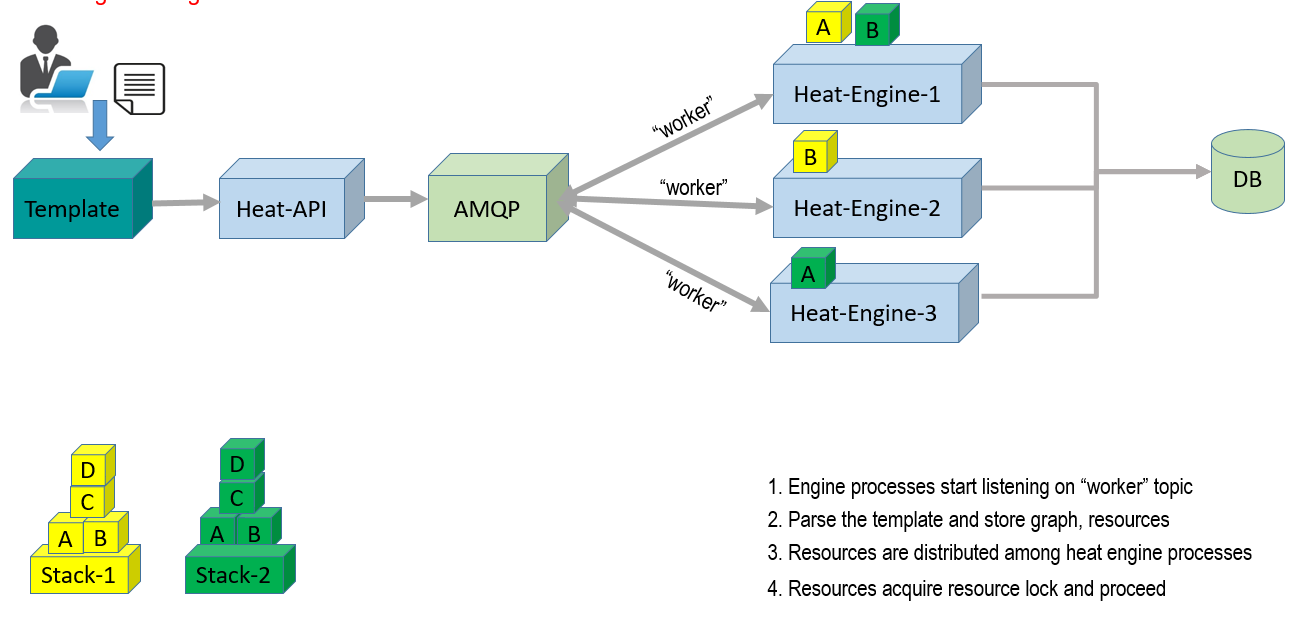 A
B
Heat-Engine-1
"worker"
B
"worker"
Template
Heat-API
AMQP
Heat-Engine-2
DB
A
"worker"
Heat-Engine-3
D
C
A
B
Stack-1
D
C
A
B
Stack-2
1. Engine processes start listening on “worker” topic
2. Parse the template and store graph, resources
3. Resources are distributed among heat engine processes
4. Resources acquire resource lock and proceed